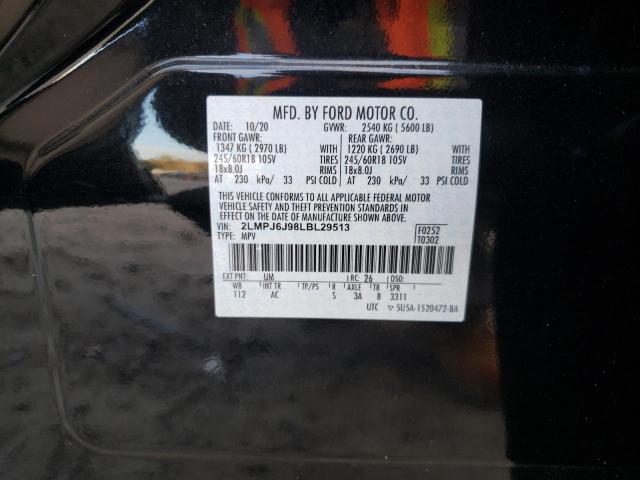 MFD. BY FORD MOTOR CO.
DATE: 10/20 GVWR: 2540 KG ( 5600 LB)
FRONT GAWR: REAR GAWR:
1347 KG ( 2970 LB) WITH 1220 KG ( 2690 LB) WITH
245/60R18 105V TIRES 245/60R18 105V TIRES
18x8.0J RIMS 18x8.0J RIMS
AT 230 kPa/ 33 PSI COLD AT 230 kPa/ 33 PSI COLD
THIS VEHICLE CONFORMS TO ALL APPLICABLE FEDERAL MOTOR
VEHICLE SAFETY AND BUMPER STANDARDS IN EFFECT ON THE
DATE OF MANUFACTURE SHOWN ABOVE.
VIN: 2LMPJ6J98LBL29513 F0252
TYPE: MPV T0302
EXT PNT: UM RC: 26 DSO:
WB INT TR TP/PS R AXLE TR SPR
112 AC S 3A 8 3311
UTC ▽ 5U5A-1520472-BA